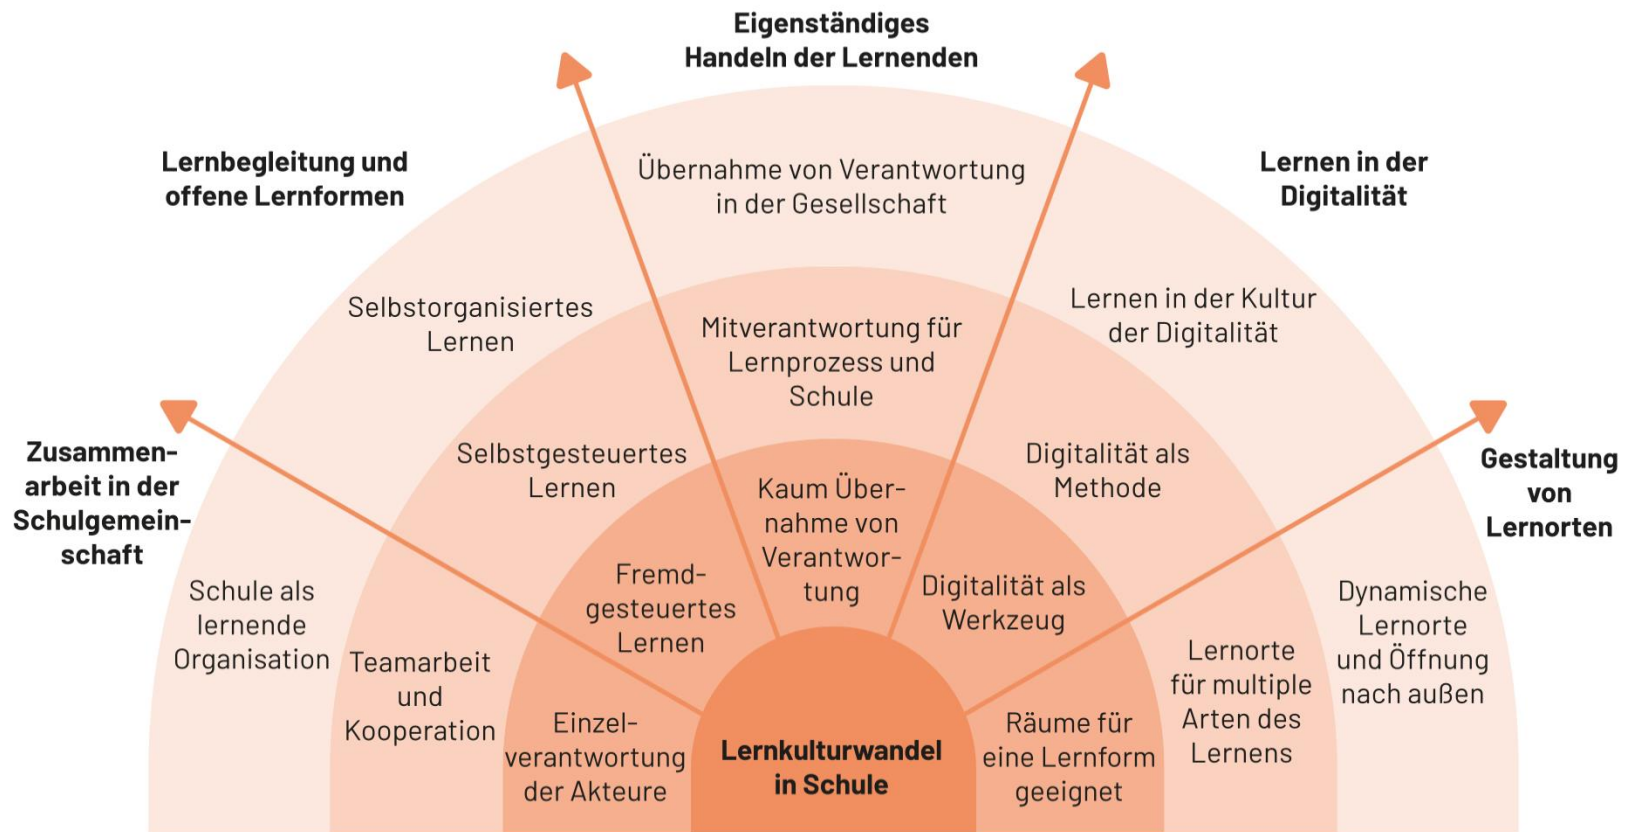 Eigenständiges
Handeln der Lernenden
Lernbegleitung und
offene Lernformen
Lernen in der
Digitalität
Zusammen-
arbeit in der
Schulgemein-
schaft
Gestaltung
von
Lernorten
Übernahme von Verantwortung
in der Gesellschaft
Selbstorganisiertes
Lernen
Lernen in der Kultur
der Digitalität
Mitverantwortung für
Lernprozess und
Schule
Selbstgesteuertes
Lernen
Digitalität als
Methode
Kaum Über-
nahme von
Verantwor-
tung
Fremd-
gesteuertes
Lernen
Digitalität als
Werkzeug
Schule als
lernende
Organisation
Teamarbeit
und
Kooperation
Einzel-
verantwortung
der Akteure
Lernkulturwandel
in Schule
Räume für
eine Lernform
geeignet
Lernorte
für multiple
Arten des
Lernens
Dynamische
Lernorte
und Öffnung
nach außen